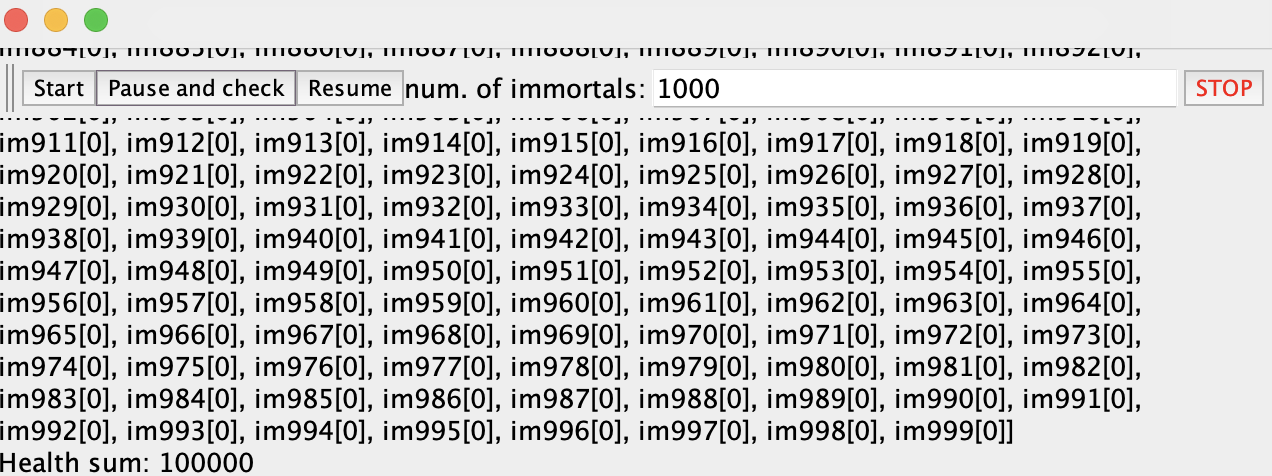 im884[0], im885[0], im886[0], im887[0], im888[0], im889[0], im890[0], im891[0], im892[0],
Start Pause and check Resume num. of immortals: 1000 STOP
im911[0], im912[0], im913[0], im914[0], im915[0], im916[0], im917[0], im918[0], im919[0],
im920[0], im921[0], im922[0], im923[0], im924[0], im925[0], im926[0], im927[0], im928[0],
im929[0], im930[0], im931[0], im932[0], im933[0], im934[0], im935[0], im936[0], im937[0],
im938[0], im939[0], im940[0], im941[0], im942[0], im943[0], im944[0], im945[0], im946[0],
im947[0], im948[0], im949[0], im950[0], im951[0], im952[0], im953[0], im954[0], im955[0],
im956[0], im957[0], im958[0], im959[0], im960[0], im961[0], im962[0], im963[0], im964[0],
im965[0], im966[0], im967[0], im968[0], im969[0], im970[0], im971[0], im972[0], im973[0],
im974[0], im975[0], im976[0], im977[0], im978[0], im979[0], im980[0], im981[0], im982[0],
im983[0], im984[0], im985[0], im986[0], im987[0], im988[0], im989[0], im990[0], im991[0],
im992[0], im993[0], im994[0], im995[0], im996[0], im997[0], im998[0], im999[0]]
Health sum: 100000